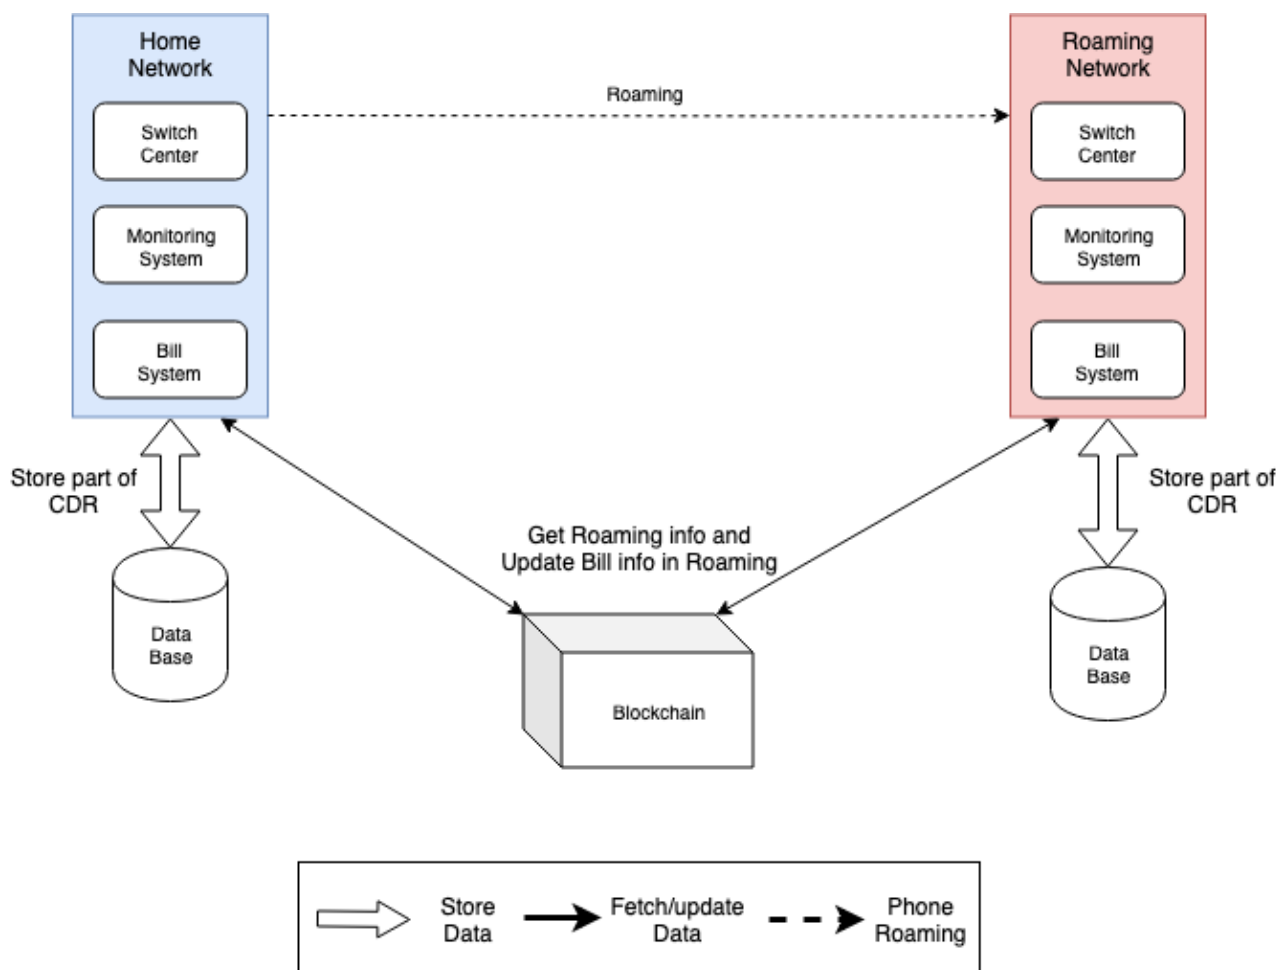 Home
Network
Switch
Center
Monitoring
System
Bill
System
Roaming
Roaming
Network
Switch
Center
Monitoring
System
Bill
System
Store part of
CDR
Store part of
CDR
Get Roaming info and
Update Bill info in Roaming
Data
Base
Blockchain
Data
Base
Store
Data
Fetch/update
Data
Phone
Roaming